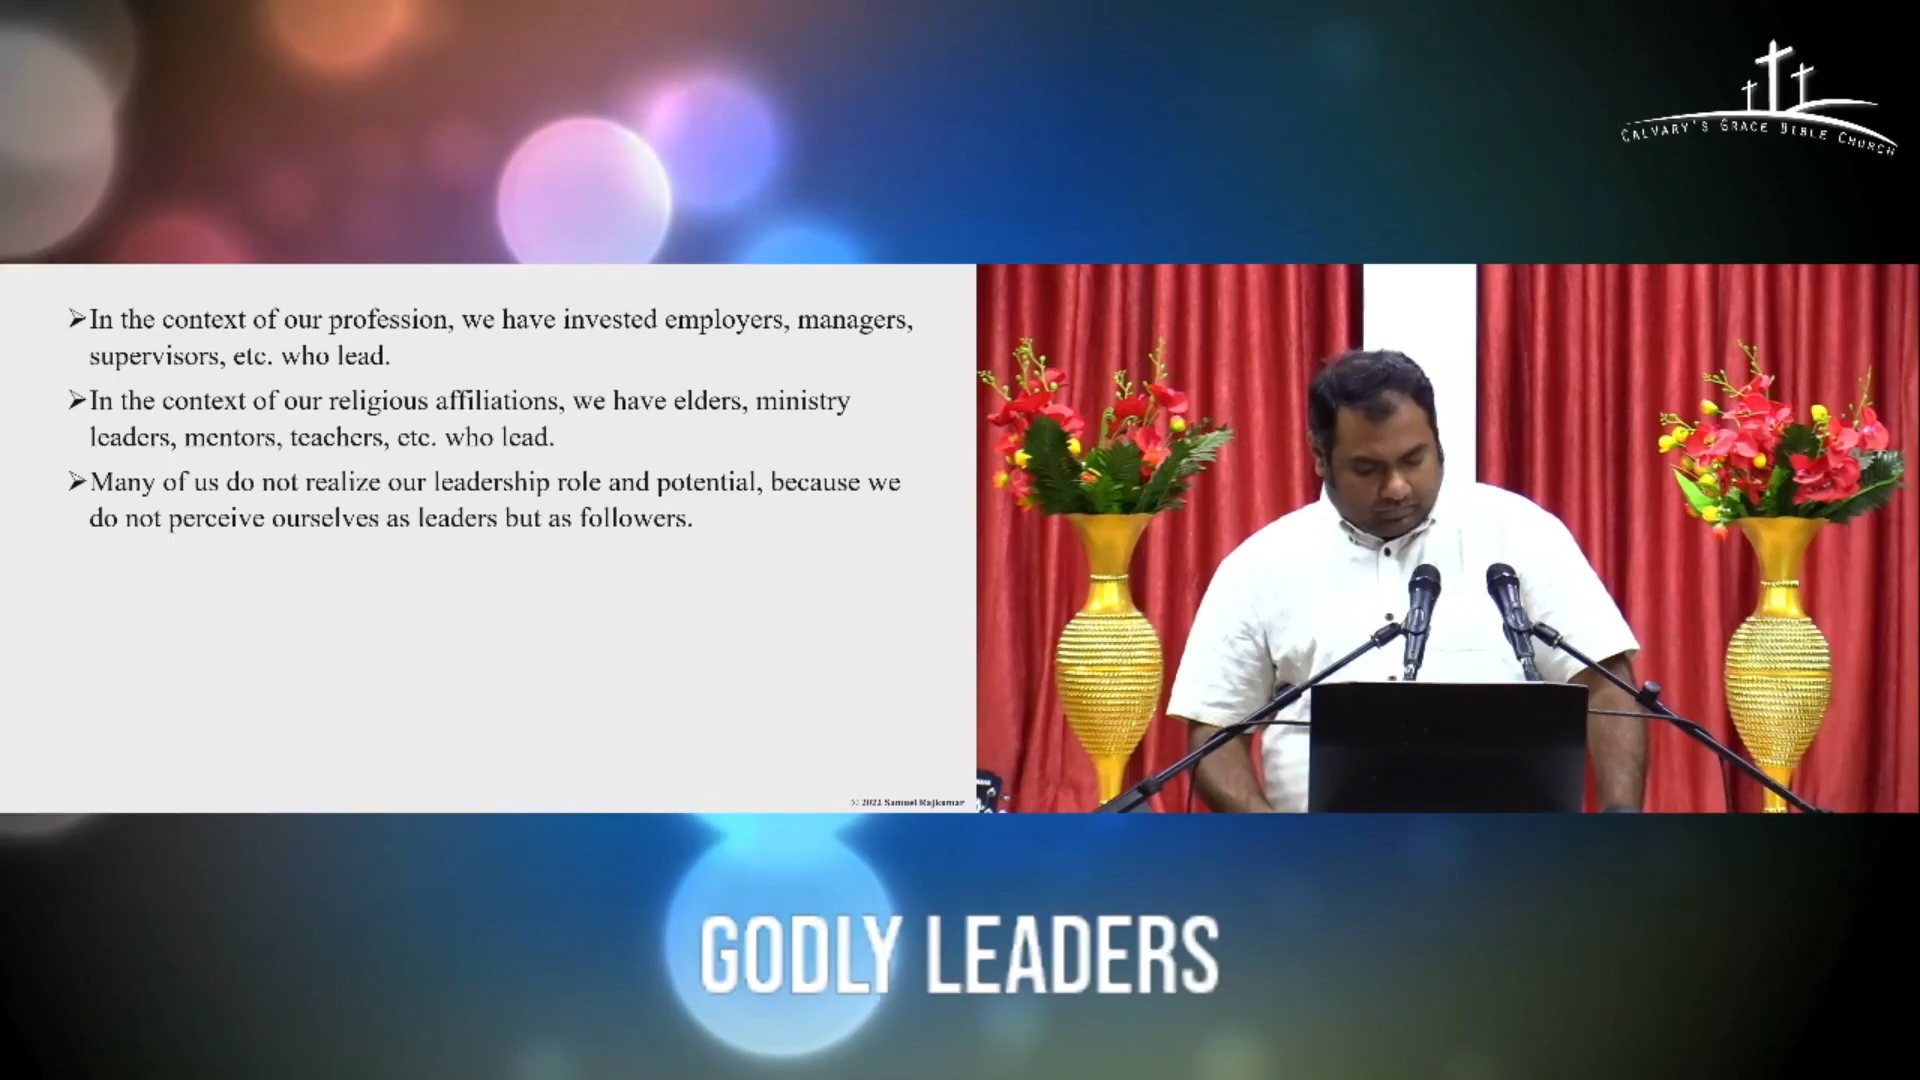 CALVARY'S GRACE BIBLE CHURCH
➢In the context of our profession, we have invested employers, managers,
supervisors, etc. who lead.
➢In the context of our religious affiliations, we have elders, ministry
leaders, mentors, teachers, etc. who lead.
➢Many of us do not realize our leadership role and potential, because we
do not perceive ourselves as leaders but as followers.
© 2022 Samuel Rajkumar
GODLY LEADERS